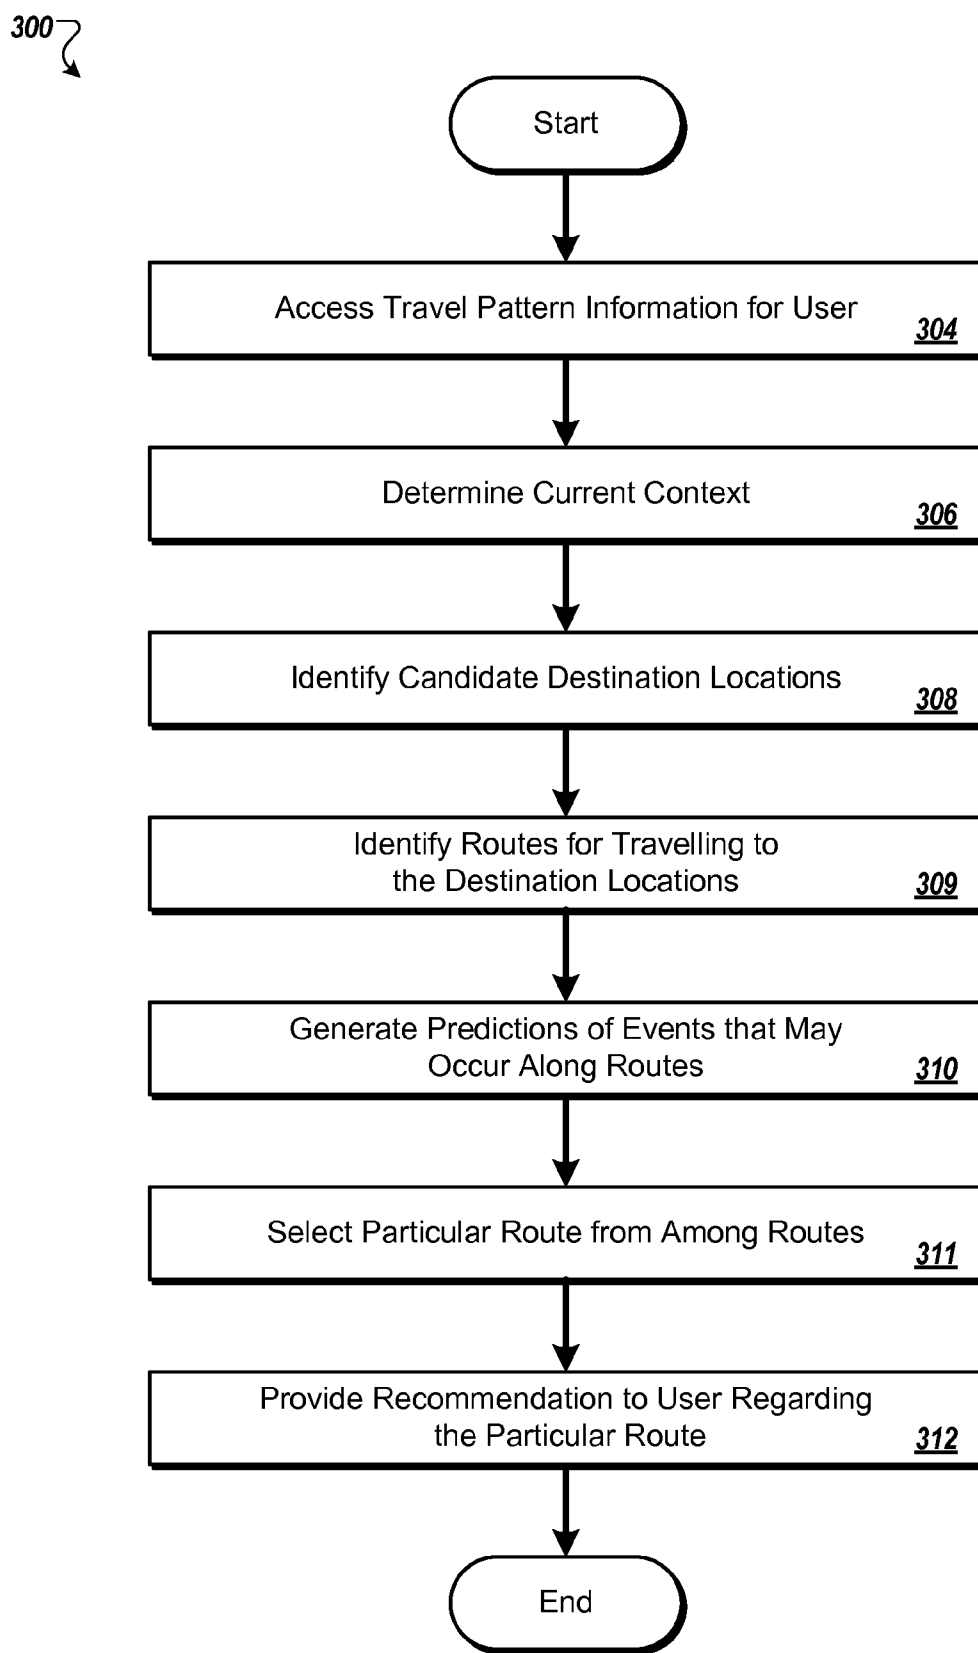 300
Start
Access Travel Pattern Information for User
304
Determine Current Context
306
Identify Candidate Destination Locations
308
Identify Routes for Travelling to
the Destination Locations
309
Generate Predictions of Events that May
Occur Along Routes
310
Select Particular Route from Among Routes
311
Provide Recommendation to User Regarding
the Particular Route
312
End